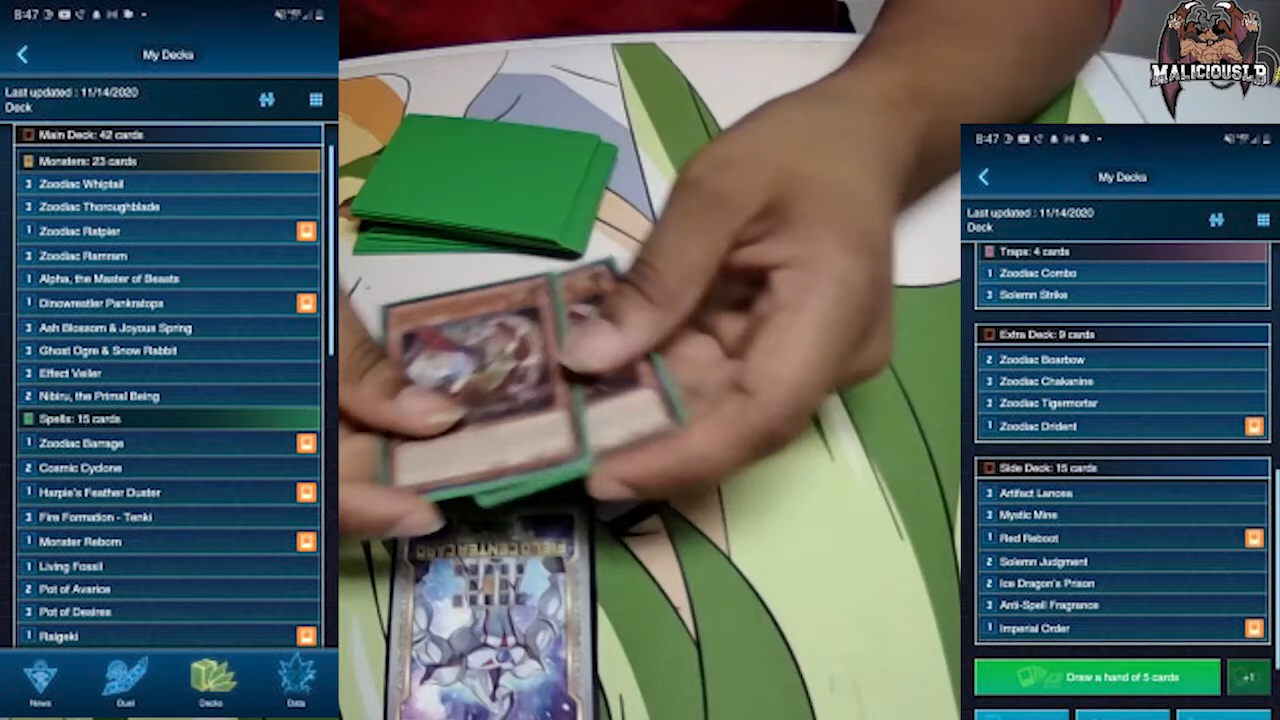 8:47
My Decks
Last updated : 11/14/2020
Deck
Main Deck: 42 cards
Monsters: 23 cards
3 Zoodiac Whiptail
3 Zoodiac Thoroughblade
1 Zoodiac Ratpier
3 Zoodiac Ramram
1 Alpha, the Master of Beasts
1 Dinowrestler Pankratops
3 Ash Blossom & Joyous Spring
3 Ghost Ogre & Snow Rabbit
3 Effect Veiler
2 Nibiru, the Primal Being
Spells: 15 cards
1 Zoodiac Barrage
2 Cosmic Cyclone
1 Harpie's Feather Duster
3 Fire Formation - Tenki
1 Monster Reborn
1 Living Fossil
2 Pot of Avarice
3 Pot of Desires
1 Raigeki
News
Duel
Decks
Data
FIELD CENTER CARD
MALICIOUSLB
8:47
My Decks
Last updated : 11/14/2020
Deck
Traps: 4 cards
1 Zoodiac Combo
3 Solemn Strike
Extra Deck: 9 cards
2 Zoodiac Boarbow
3 Zoodiac Chakanine
3 Zoodiac Tigermortar
1 Zoodiac Drident
Side Deck: 15 cards
3 Artifact Lancea
3 Mystic Mine
1 Red Reboot
2 Solemn Judgment
2 Ice Dragon's Prison
3 Anti-Spell Fragrance
1 Imperial Order
Draw a hand of 5 cards
+1